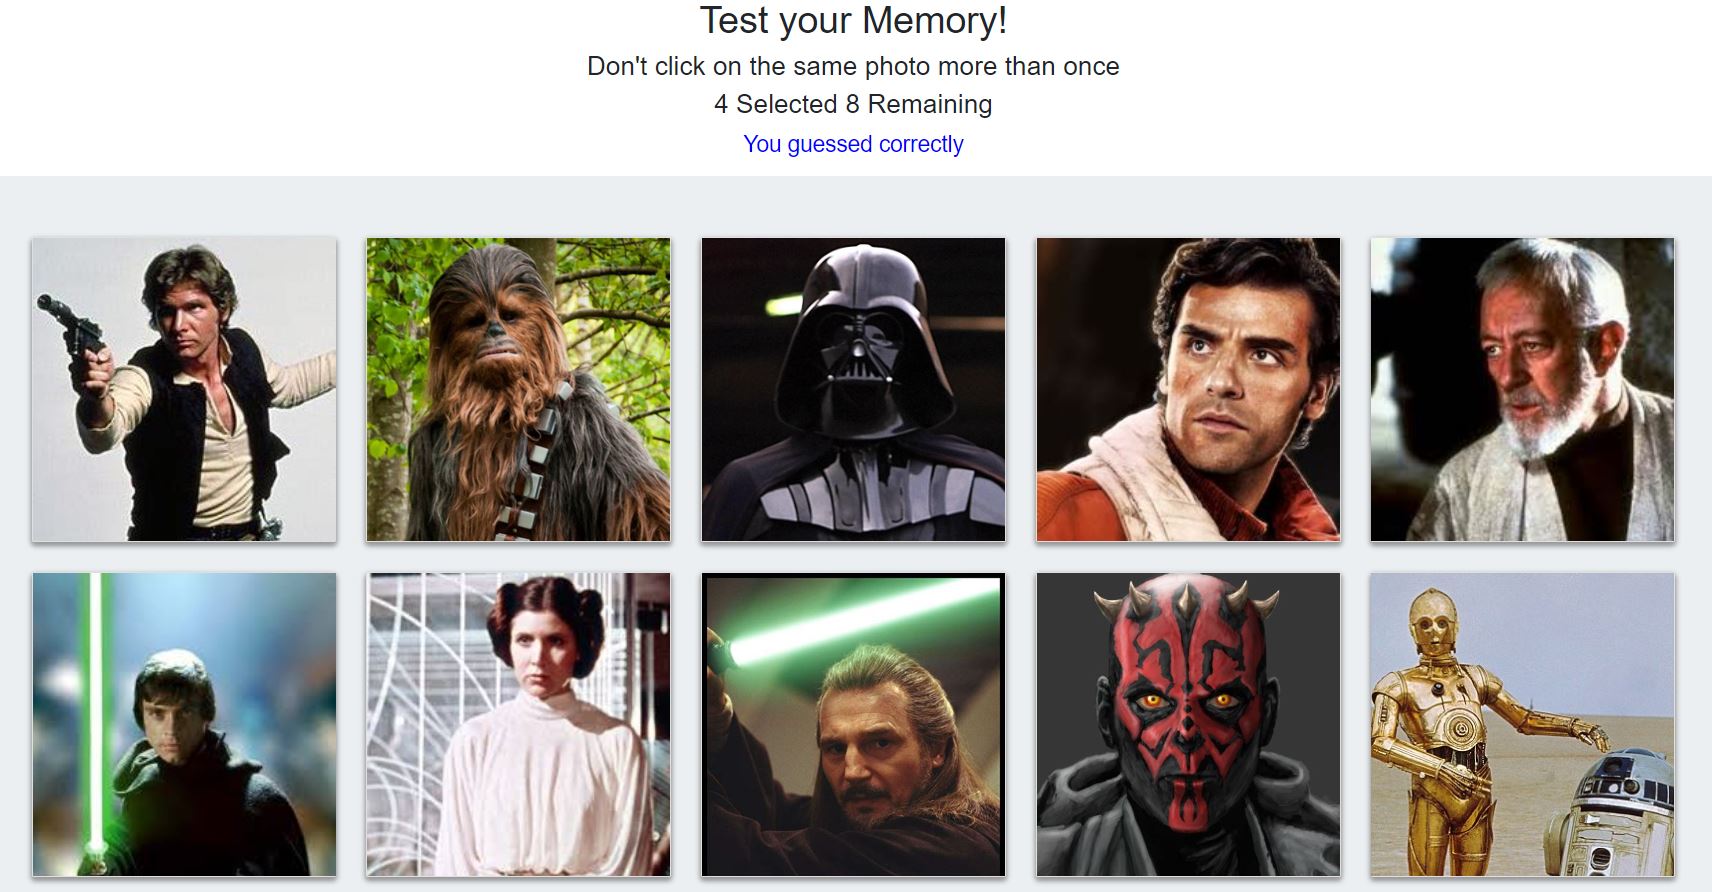 Test your Memory!
Don't click on the same photo more than once
4 Selected 8 Remaining
You guessed correctly